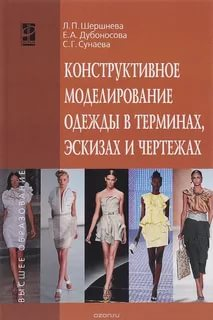 Л.П. Шершнева
Е.А. Дубоносова
С.Г. Сунаева
КОНСТРУКТИВНОЕ
МОДЕЛИРОВАНИЕ
ОДЕЖДЫ В ТЕРМИНАХ,
ЭСКИЗАХ И ЧЕРТЕЖАХ
ВЫСШЕЕ ОБРАЗОВАНИЕ
ozon.ru